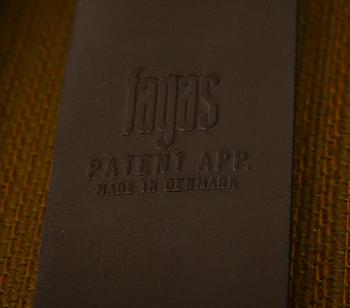 fagas
PATENT APP.
MADE IN DENMARK